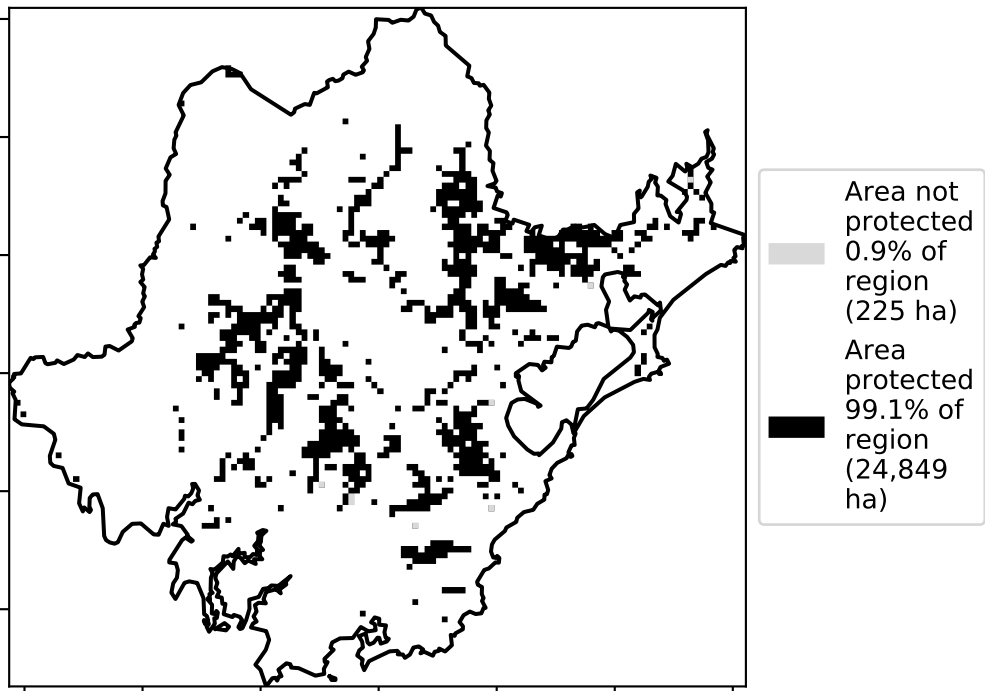 Area not
protected
0.9% of
region
(225 ha)
Area
protected
99.1% of
region
(24,849
ha)